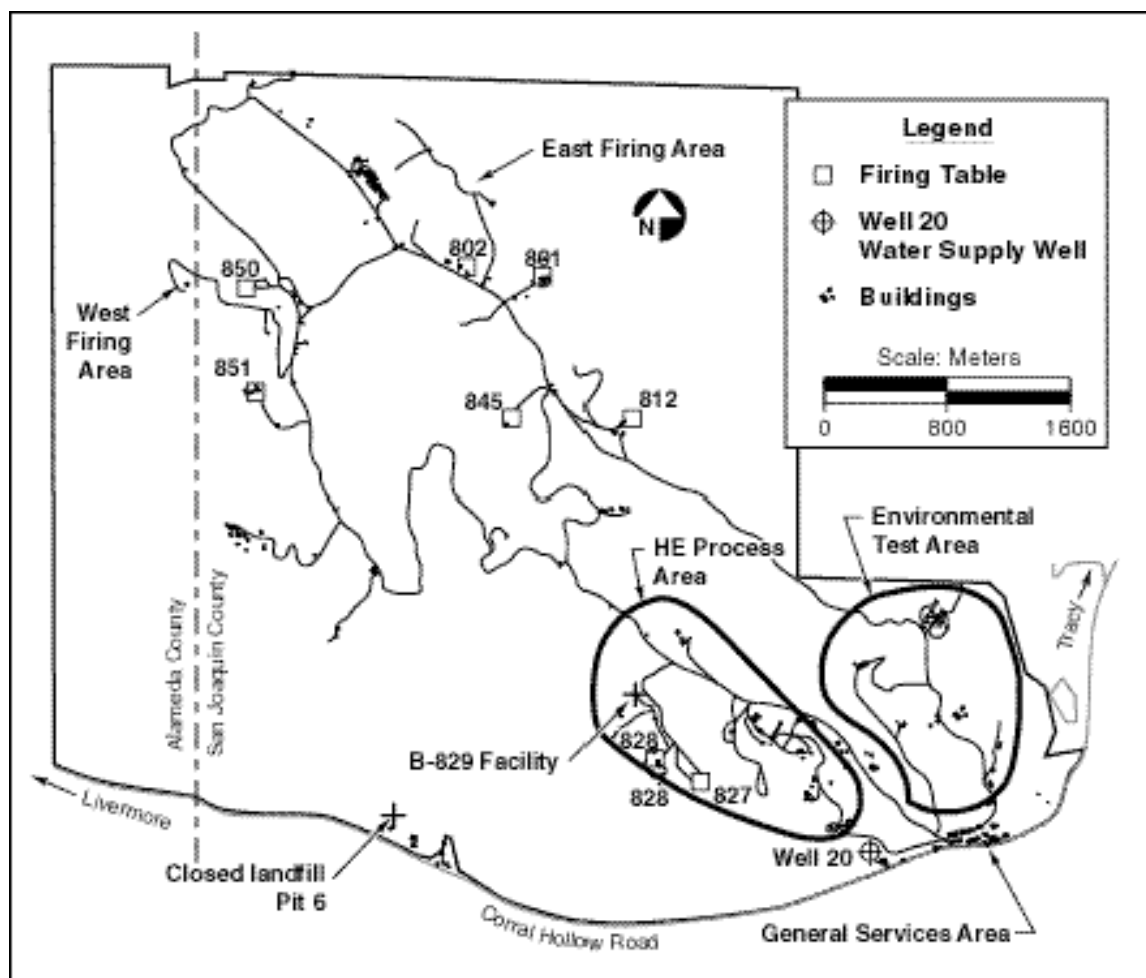 Legend
Firing Table
Well 20
Water Supply Well
Buildings
Scale: Meters
0 800 1600
East Firing Area
N
802
801
850
West
Firing
Area
851
845
812
Environmental
Test Area
HE Process
Area
Tracy
Alameda County
San Joaquin County
B-829 Facility
828
828
827
Livermore
Closed landfill
Pit 6
Well 20
Corral Hollow Road
General Services Area